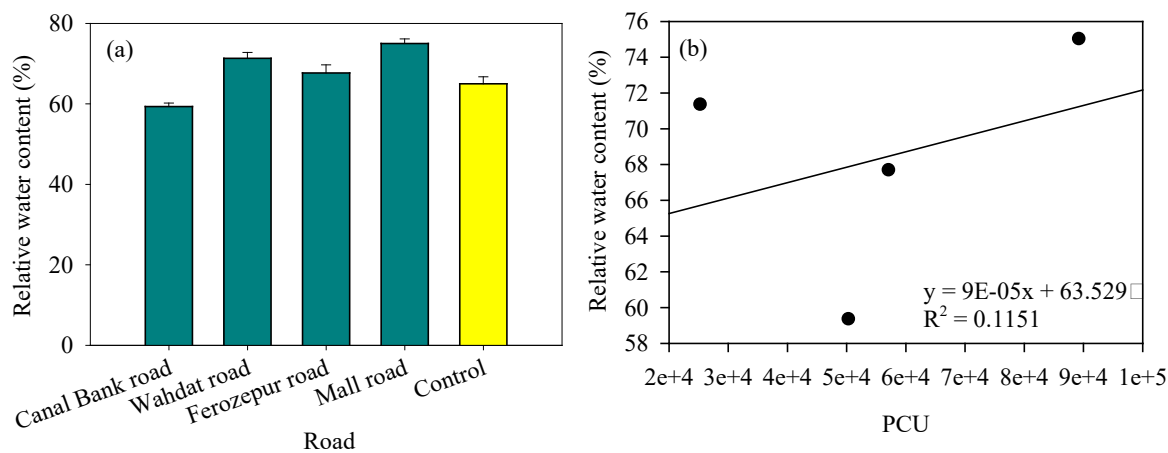 (a)
Relative water content (%)
80
60
40
20
0
Canal Bank road
Wahdat road
Ferozepur road
Mall road
Control
Road
(b)
Relative water content (%)
76
74
72
70
68
66
64
62
60
58
y = 9E-05x + 63.529□
R² = 0.1151
2e+4 3e+4 5e+4 6e+4 7e+4 8e+4 9e+4 1e+5
PCU